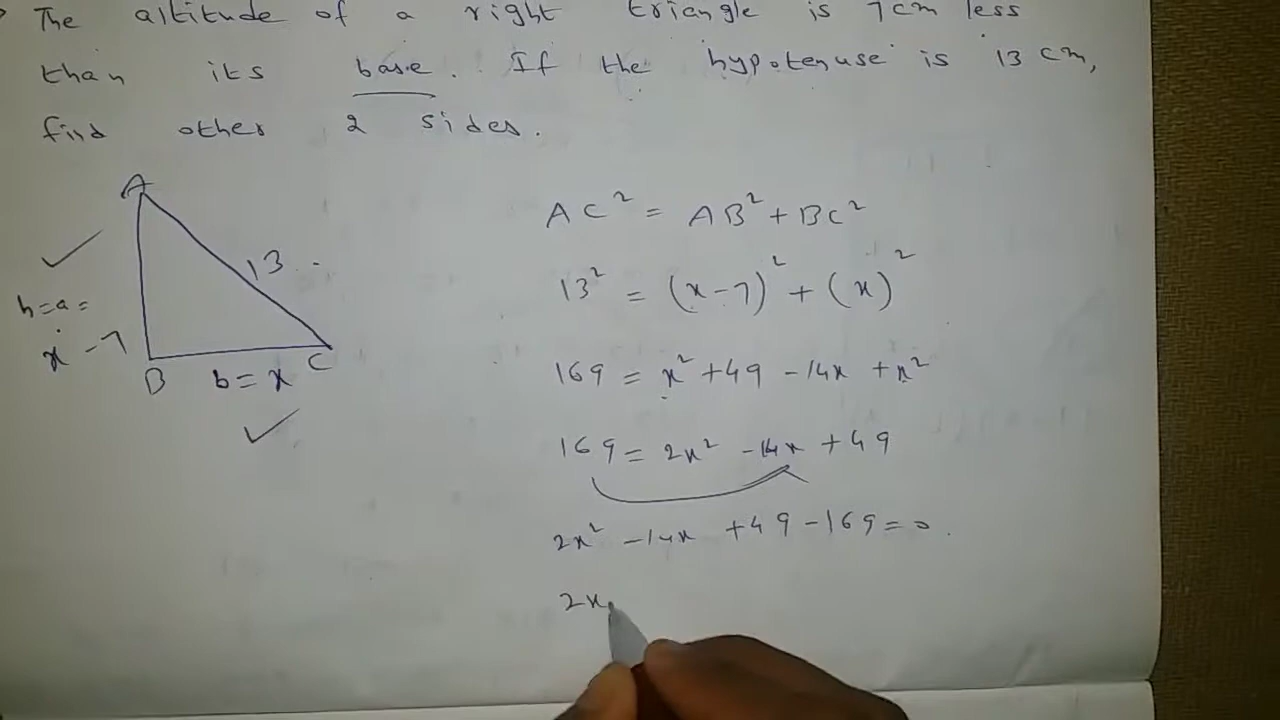 The altitude of a right triangle is 7cm less
than its base. If the hypotenuse is 13 cm,
find other 2 sides.
A
13
h=a=
x-7
B
b=x
C
AC² = AB² + BC²
13² = (x-7)² + (x)²
169 = x² +49 -14x +x²
169 = 2x² -14x +49
2x² -14x +49 -169=0.
2x